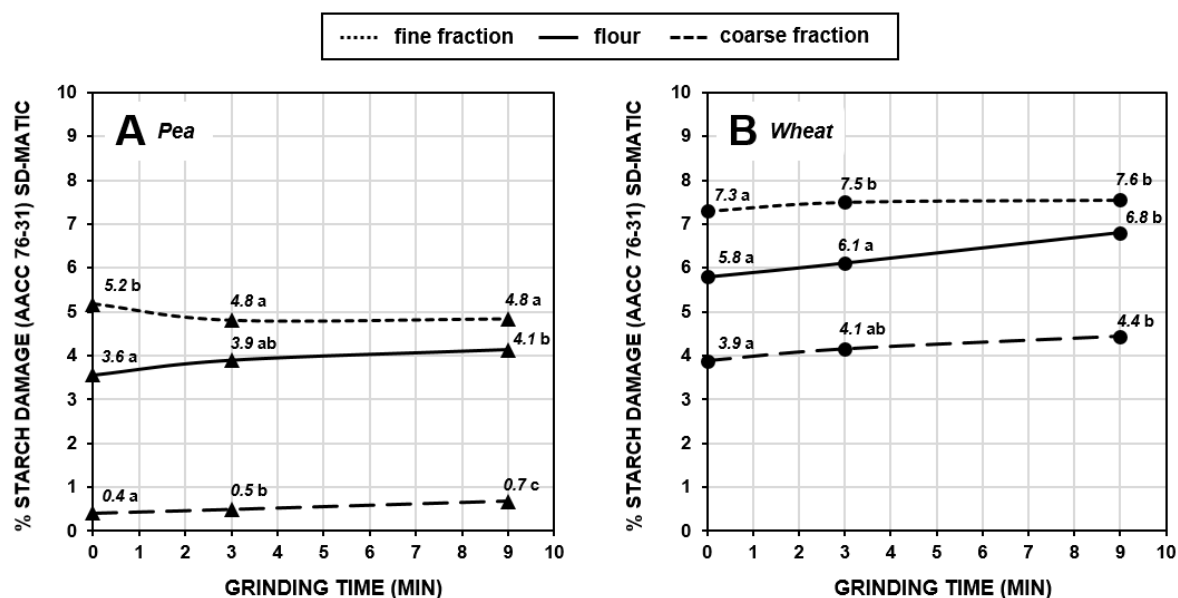 fine fraction flour coarse fraction
% STARCH DAMAGE (AACC 76-31) SD-MATIC
A Pea
10
9
8
7
6
5
4
3
2
1
0
5.2 b
4.8 a
4.8 a
3.6 a
3.9 ab
4.1 b
0.4 a
0.5 b
0.7 c
0 1 2 3 4 5 6 7 8 9 10
GRINDING TIME (MIN)
% STARCH DAMAGE (AACC 76-31) SD-MATIC
B Wheat
10
9
8
7
6
5
4
3
2
1
0
7.3 a
7.5 b
7.6 b
5.8 a
6.1 a
6.8 b
3.9 a
4.1 ab
4.4 b
0 1 2 3 4 5 6 7 8 9 10
GRINDING TIME (MIN)